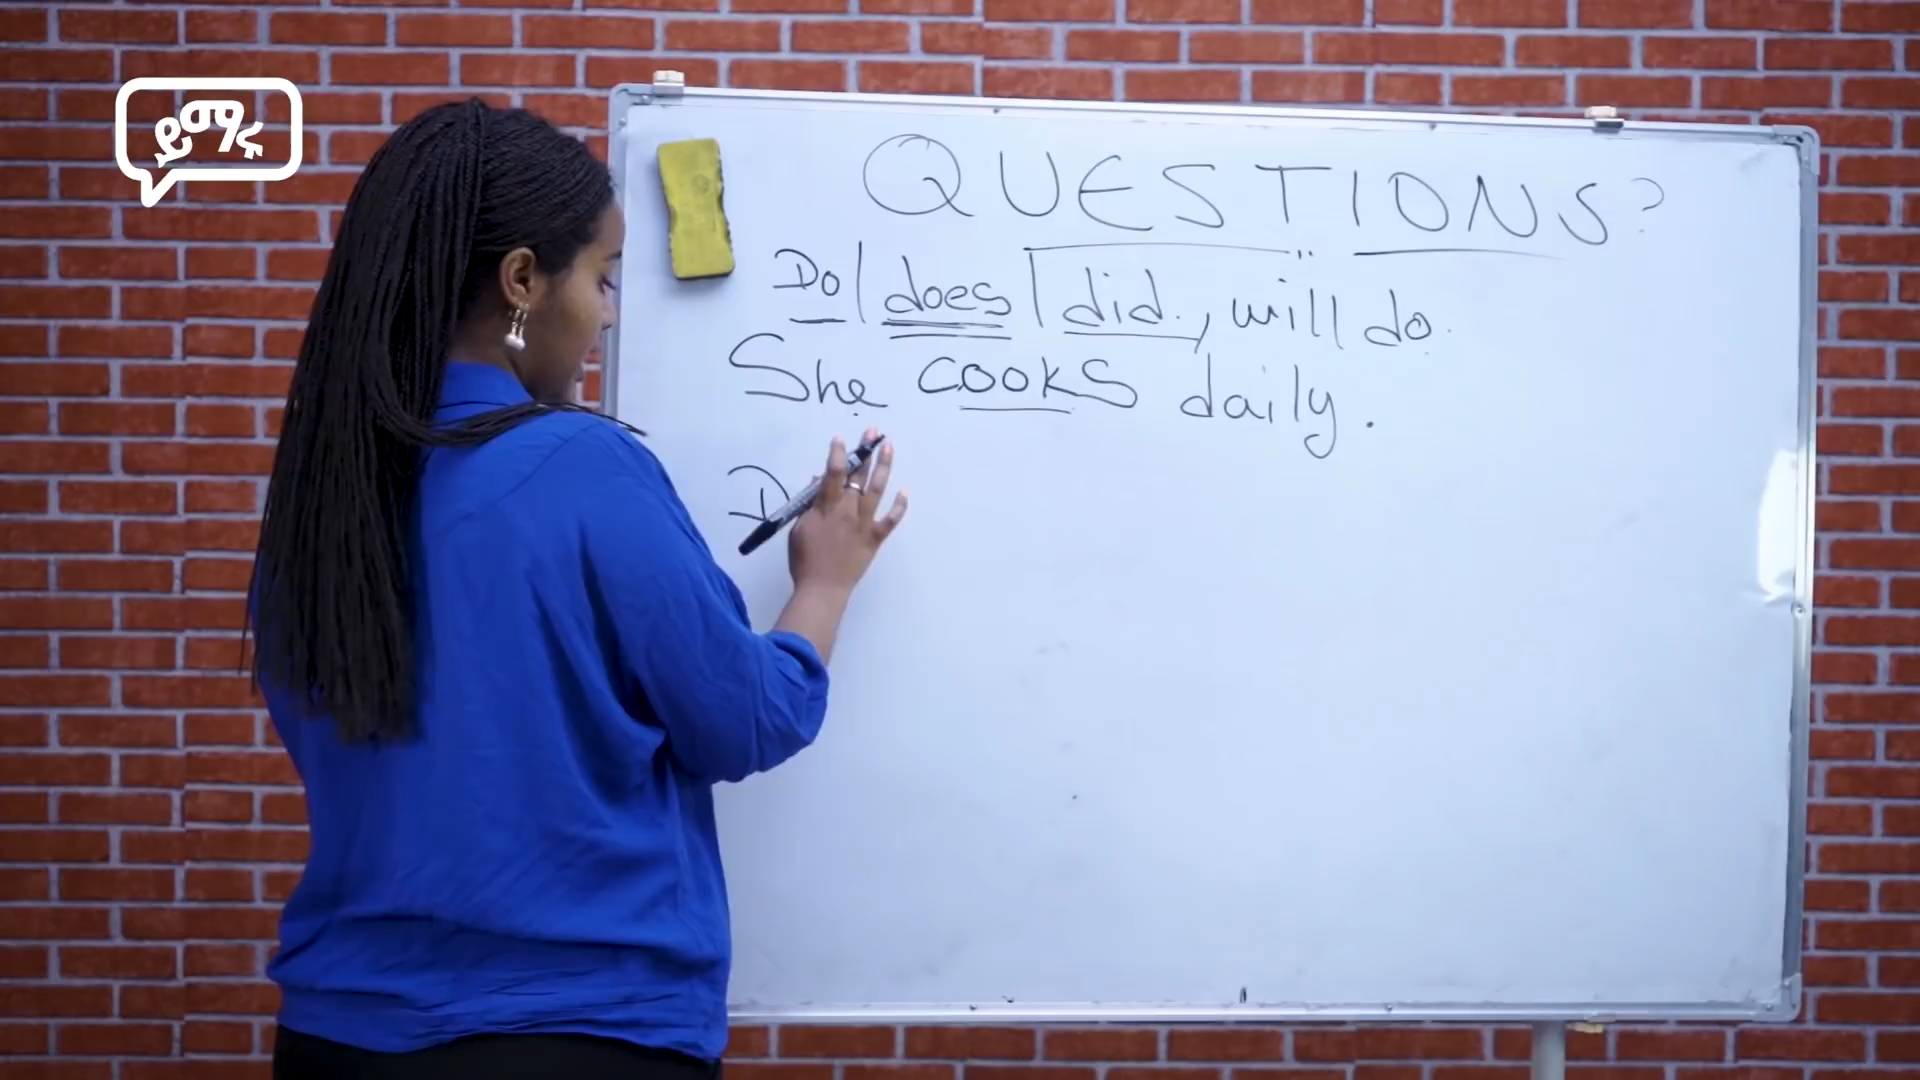 ይማሩ
QUESTIONS?
Do | does | did., will do.
She cooks daily.
D